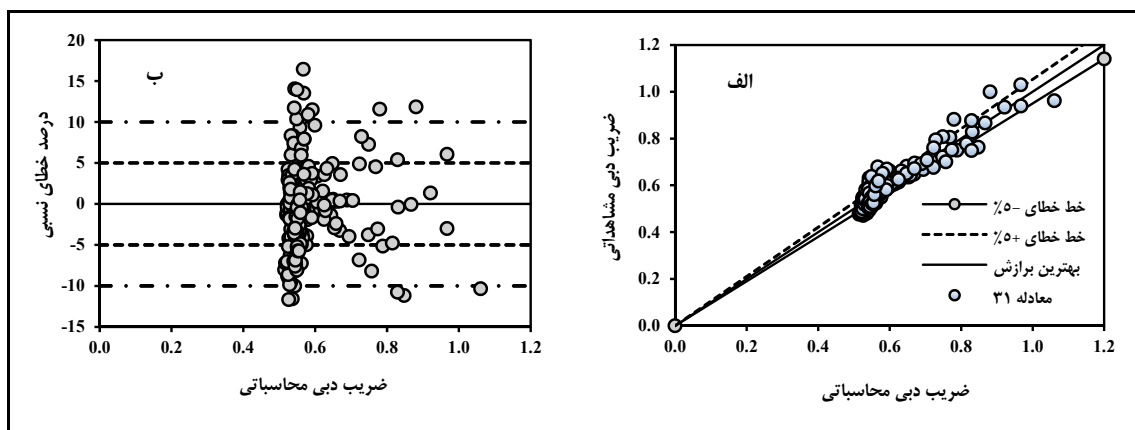 الف
ضریب دبی مشاهداتی
1.2
1.0
0.8
0.6
0.4
0.2
0.0
0.0 0.2 0.4 0.6 0.8 1.0 1.2
ضریب دبی محاسباتی
خط خطای -۵%
خط خطای +۵%
بهترین برازش
معادله ۳۱
ب
درصد خطای نسبی
20
15
10
5
0
-5
-10
-15
0.0 0.2 0.4 0.6 0.8 1.0 1.2
ضریب دبی محاسباتی